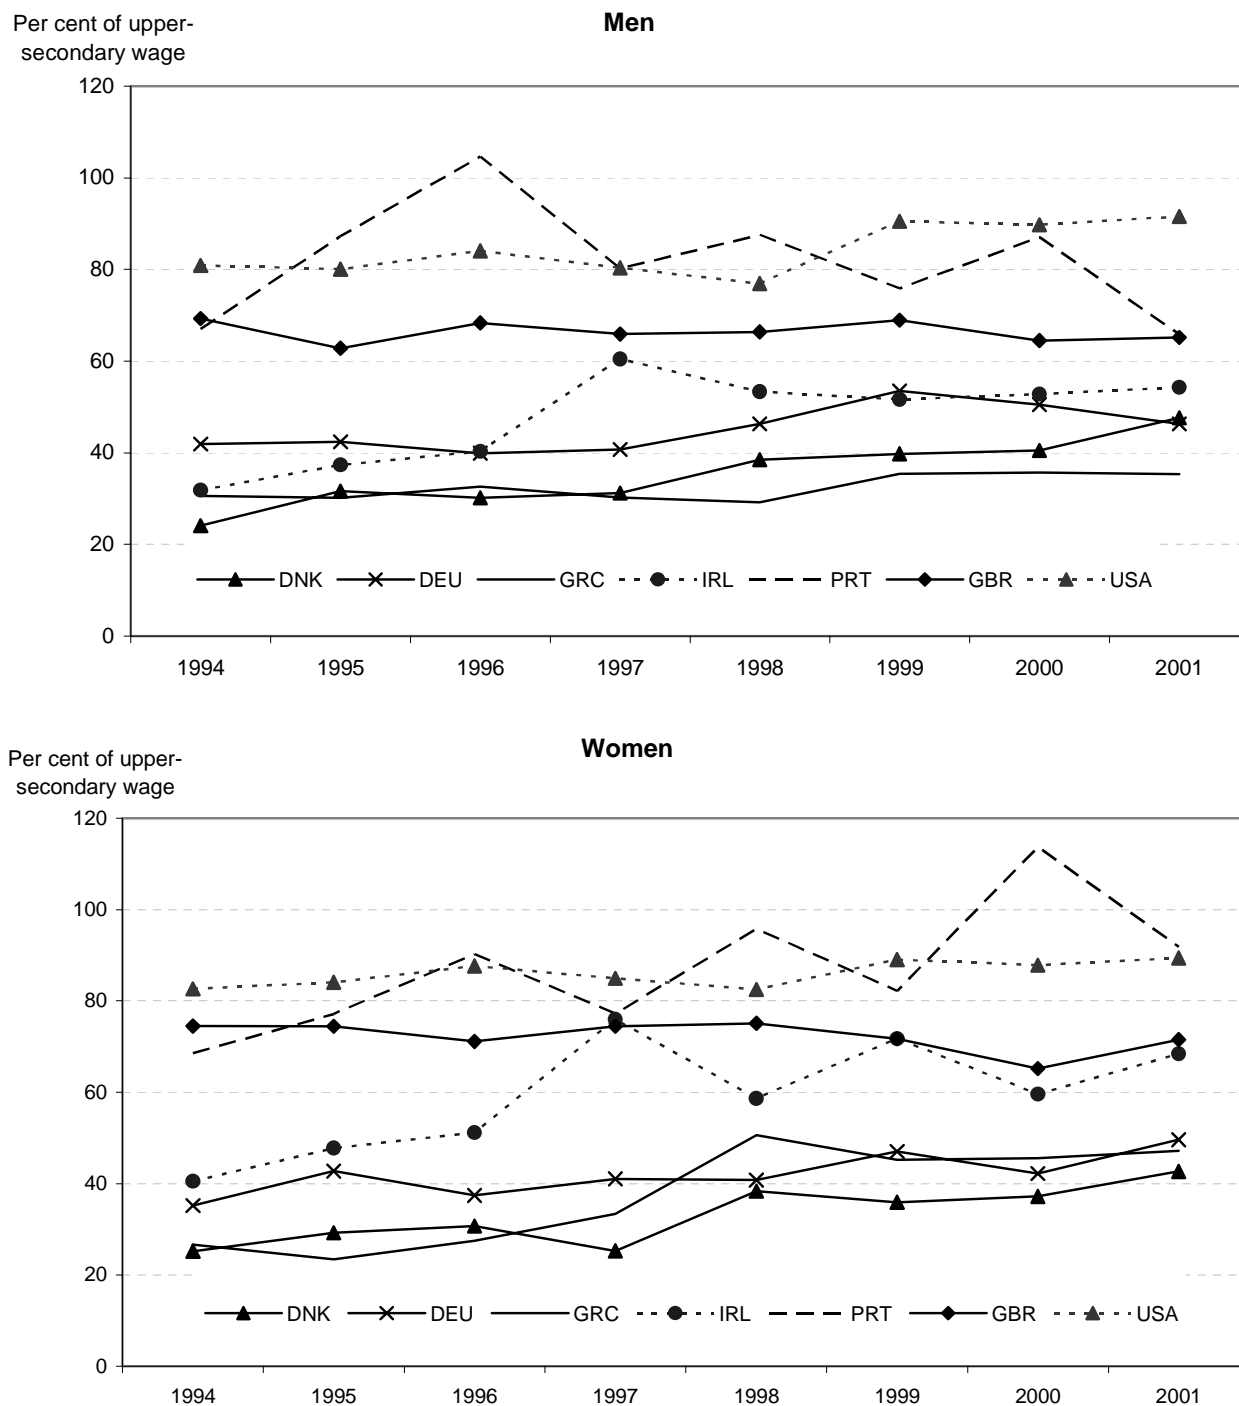 Men
Per cent of upper-
secondary wage
120
100
80
60
40
20
0
DNK DEU GRC IRL PRT GBR USA
1994 1995 1996 1997 1998 1999 2000 2001
Women
Per cent of upper-
secondary wage
120
100
80
60
40
20
0
DNK DEU GRC IRL PRT GBR USA
1994 1995 1996 1997 1998 1999 2000 2001